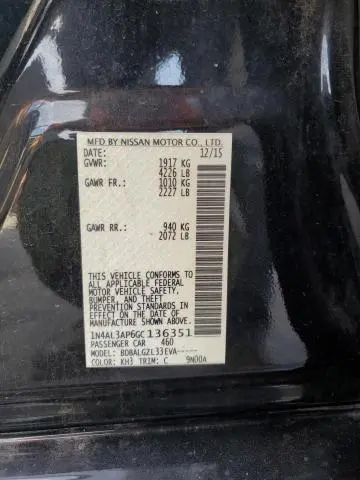 MFD BY NISSAN MOTOR CO., LTD.
DATE: 12/15
GVWR: 1917 KG
4226 LB
GAWR FR.: 1010 KG
2227 LB
GAWR RR.: 940 KG
2072 LB
THIS VEHICLE CONFORMS TO
ALL APPLICABLE FEDERAL
MOTOR VEHICLE SAFETY,
BUMPER, AND THEFT
PREVENTION STANDARDS IN
EFFECT ON THE DATE OF
MANUFACTURE SHOWN ABOVE.
1N4AL3AP6GC136351
PASSENGER CAR 460
MODEL: BDBALGZL33EVA-----
COLOR: KH3 TRIM: C 9N00A